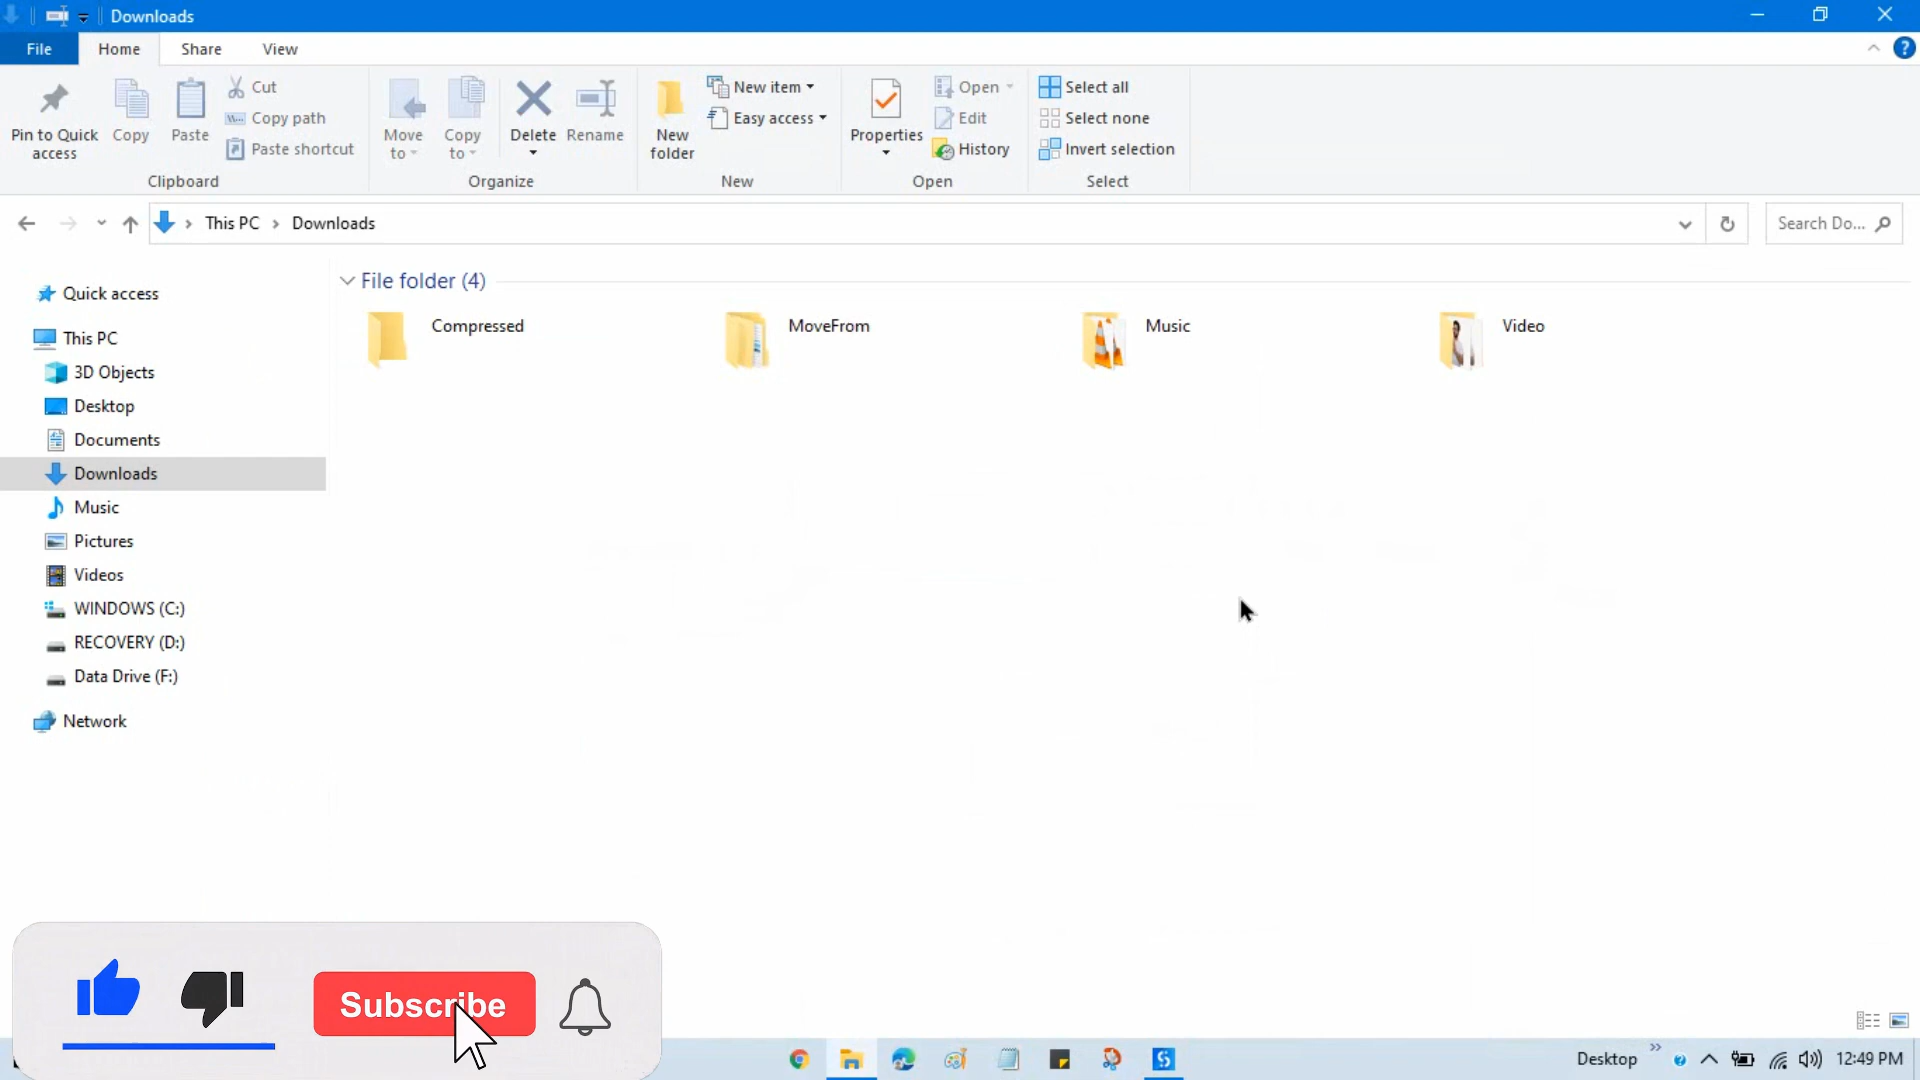 Downloads
File Home Share View
Pin to Quick access
Copy
Paste
Cut
Copy path
Paste shortcut
Clipboard
Move to
Copy to
Delete
Rename
Organize
New folder
New item
Easy access
New
Properties
Open
Edit
History
Open
Select all
Select none
Invert selection
Select
This PC Downloads
Search Do...
Quick access
This PC
3D Objects
Desktop
Documents
Downloads
Music
Pictures
Videos
WINDOWS (C:)
RECOVERY (D:)
Data Drive (F:)
Network
File folder (4)
Compressed
MoveFrom
Music
Video
Subscribe
Desktop
12:49 PM